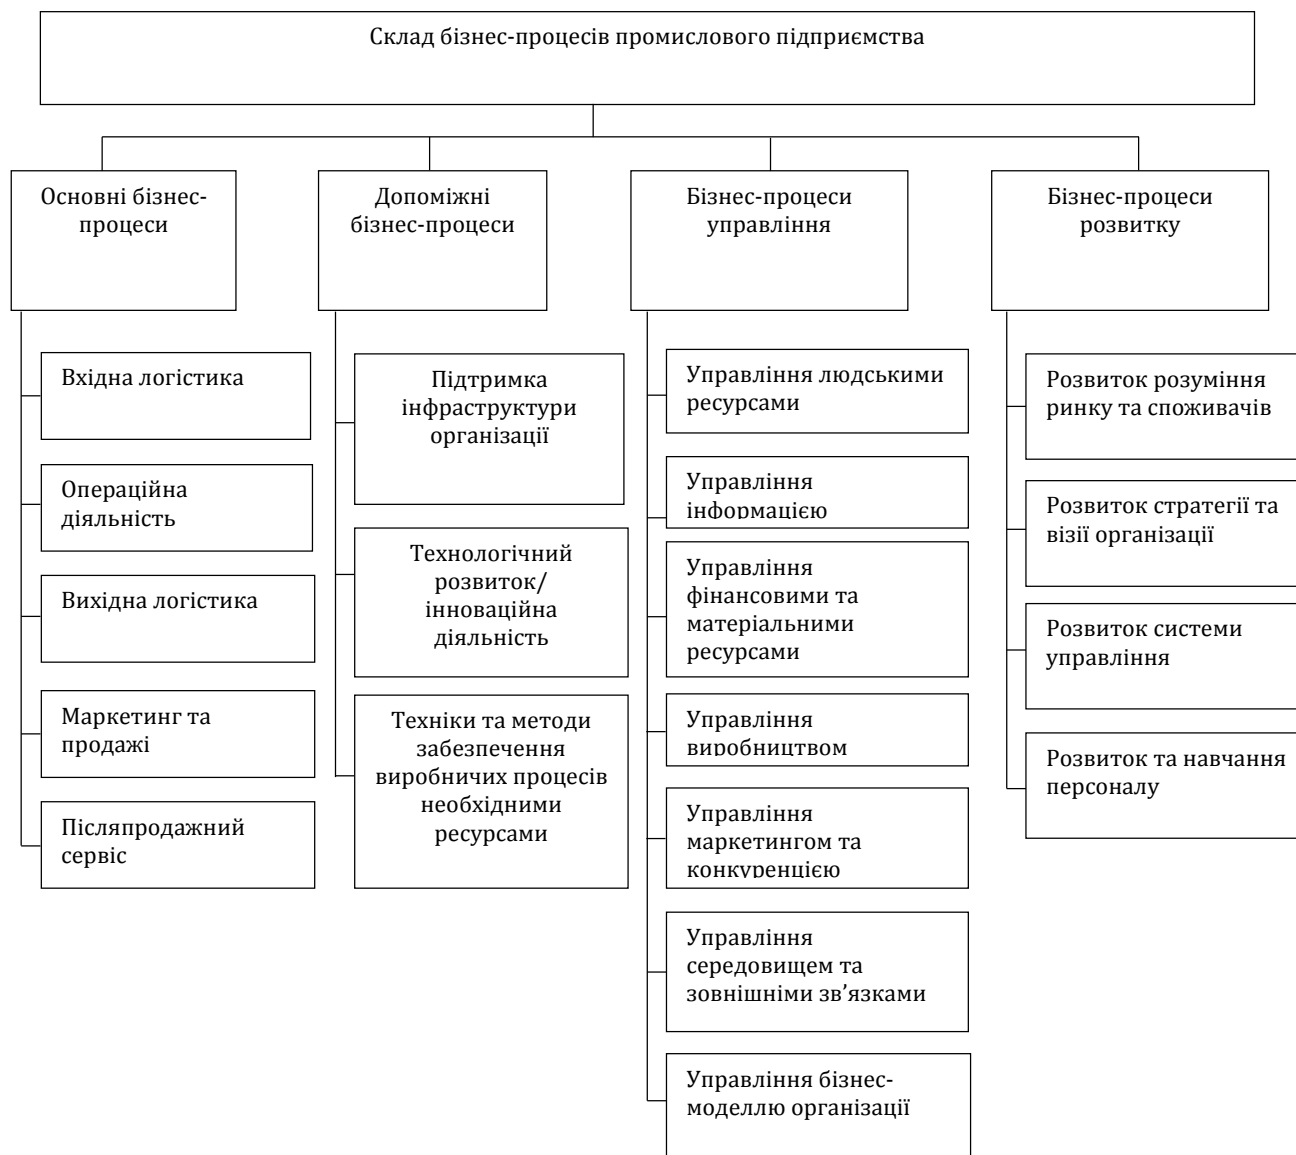 Склад бізнес-процесів промислового підприємства
Основні бізнес-
процеси
Вхідна логістика
Операційна
діяльність
Вихідна логістика
Маркетинг та
продажі
Післяпродажний
сервіс
Допоміжні
бізнес-процеси
Підтримка
інфраструктури
організації
Технологічний
розвиток/
інноваційна
діяльність
Техніки та методи
забезпечення
виробничих процесів
необхідними
ресурсами
Бізнес-процеси
управління
Управління людськими
ресурсами
Управління
інформацією
Управління
фінансовими та
матеріальними
ресурсами
Управління
виробництвом
Управління
маркетингом та
конкуренцією
Управління
середовищем та
зовнішніми зв’язками
Управління бізнес-
моделлю організації
Бізнес-процеси
розвитку
Розвиток розуміння
ринку та споживачів
Розвиток стратегії та
візії організації
Розвиток системи
управління
Розвиток та навчання
персоналу